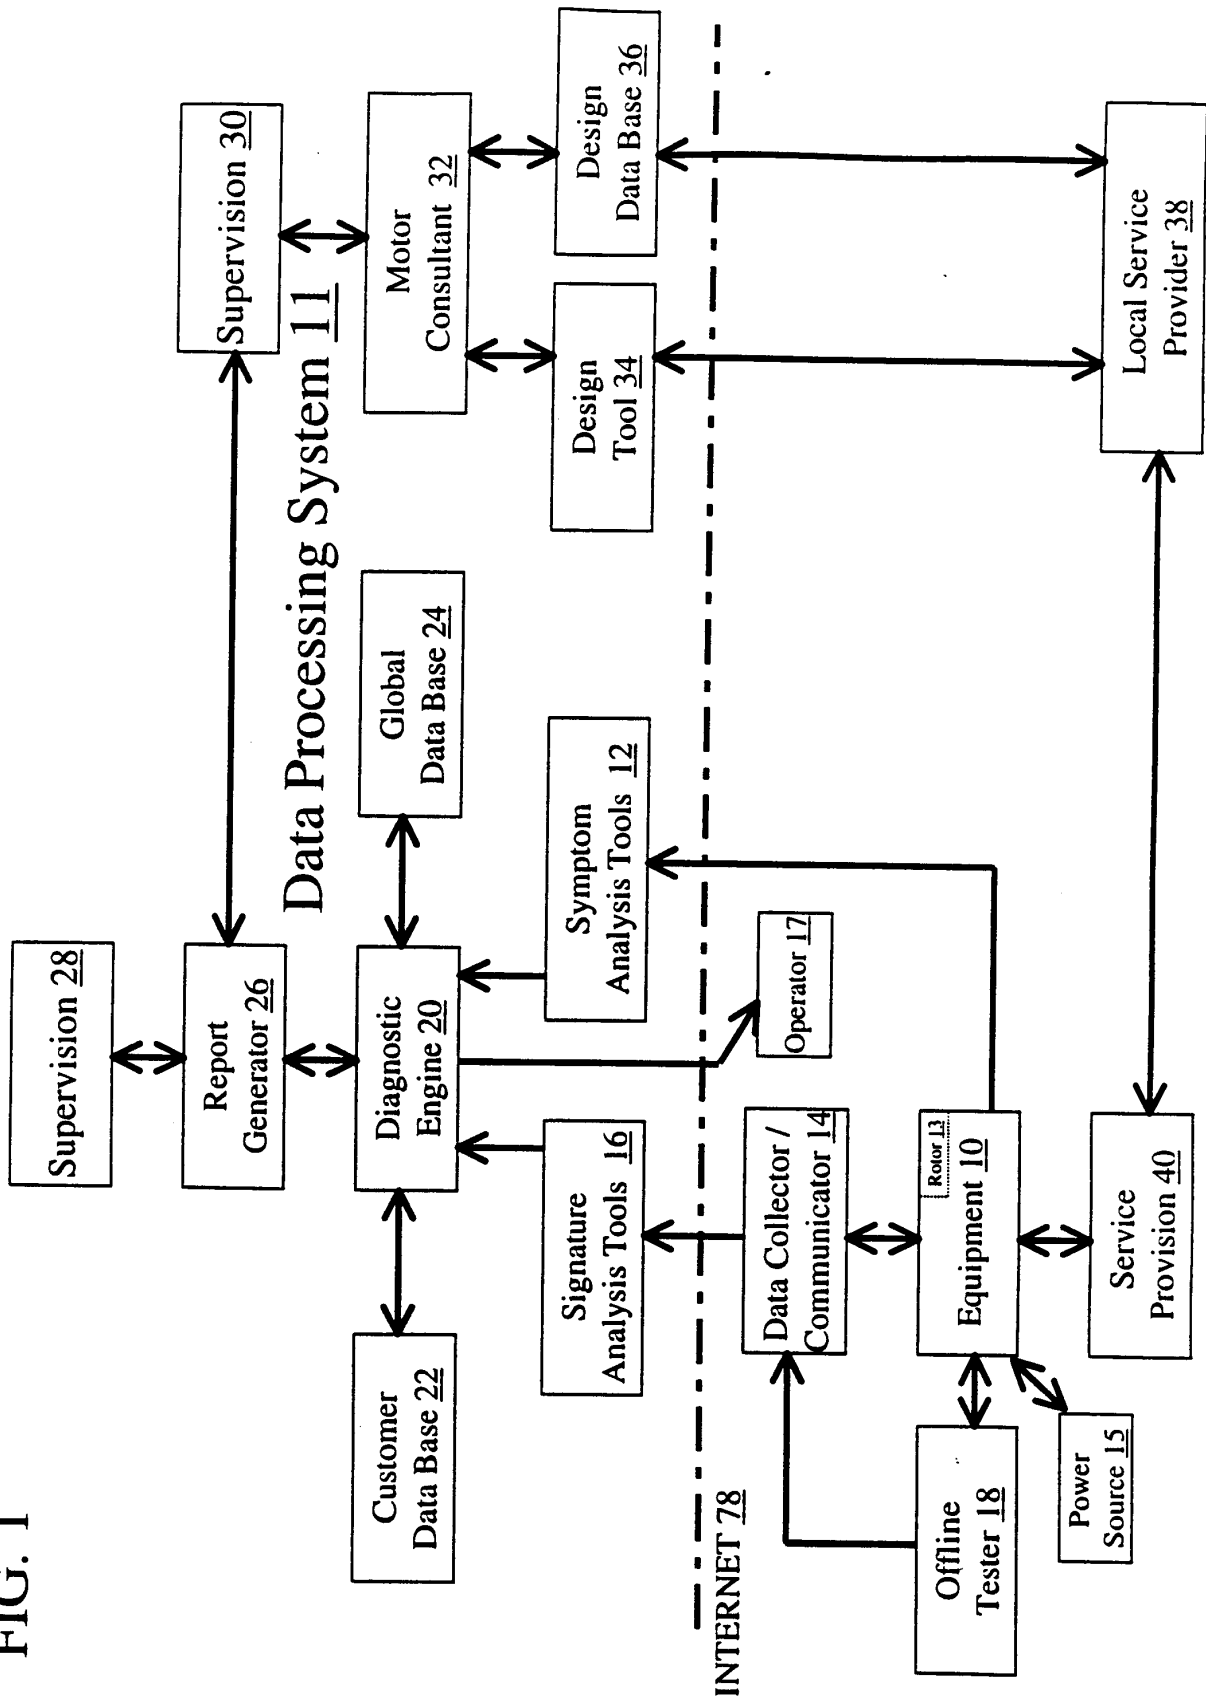 FIG. 1
Supervision 28
Supervision 30
Report
Generator 26
Data Processing System 11
Customer
Data Base 22
Diagnostic
Engine 20
Global
Data Base 24
Motor
Consultant 32
Signature
Analysis Tools 16
Symptom
Analysis Tools 12
Design
Tool 34
Design
Data Base 36
INTERNET 78
Data Collector /
Communicator 14
Operator 17
Offline
Tester 18
Rotor 13
Equipment 10
Power
Source 15
Service
Provision 40
Local Service
Provider 38